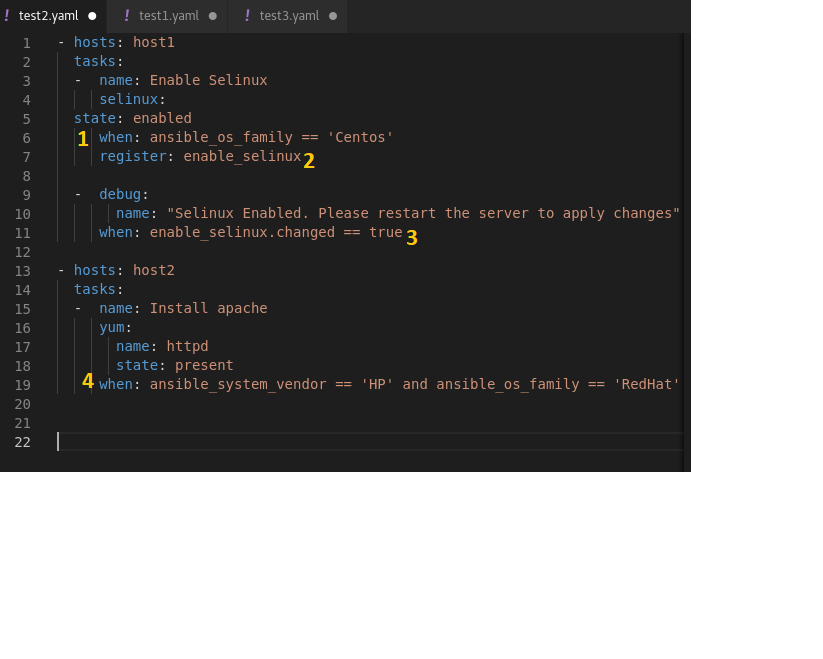 ! test2.yaml ● ! test1.yaml ● ! test3.yaml ●
1 - hosts: host1
2 tasks:
3 - name: Enable Selinux
4 selinux:
5 state: enabled
6 1 when: ansible_os_family == 'Centos'
7 register: enable_selinux 2
8
9 - debug:
10 name: "Selinux Enabled. Please restart the server to apply changes"
11 when: enable_selinux.changed == true 3
12
13 - hosts: host2
14 tasks:
15 - name: Install apache
16 yum:
17 name: httpd
18 state: present
19 4 when: ansible_system_vendor == 'HP' and ansible_os_family == 'RedHat'
20
21
22